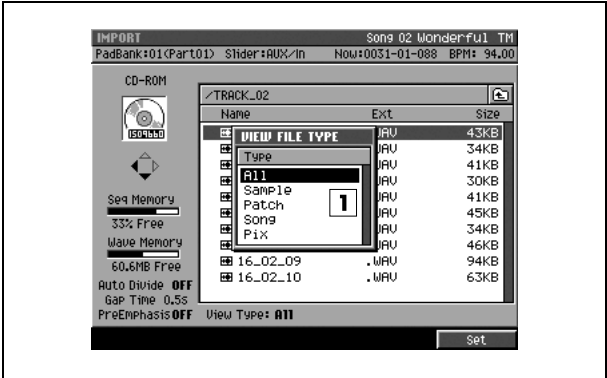 IMPORT Song 02 Wonderful TM
PadBank:01(Part01) Slider:AUX/In Now:0031-01-088 BPM: 94.00
CD-ROM
ISO9660
/TRACK_02
Name Ext Size
.WAV 43KB
VIEW FILE TYPE
.WAV 34KB
Type
.WAV 41KB
All
.WAV 30KB
Sample
.WAV 41KB
Patch
1
.WAV 45KB
Song
.WAV 34KB
Pix
.WAV 46KB
16_02_09 .WAV 94KB
16_02_10 .WAV 63KB
Seq Memory
33% Free
Wave Memory
60.6MB Free
Auto Divide OFF
Gap Time 0.5s
PreEmphasis OFF
View Type: All
Set